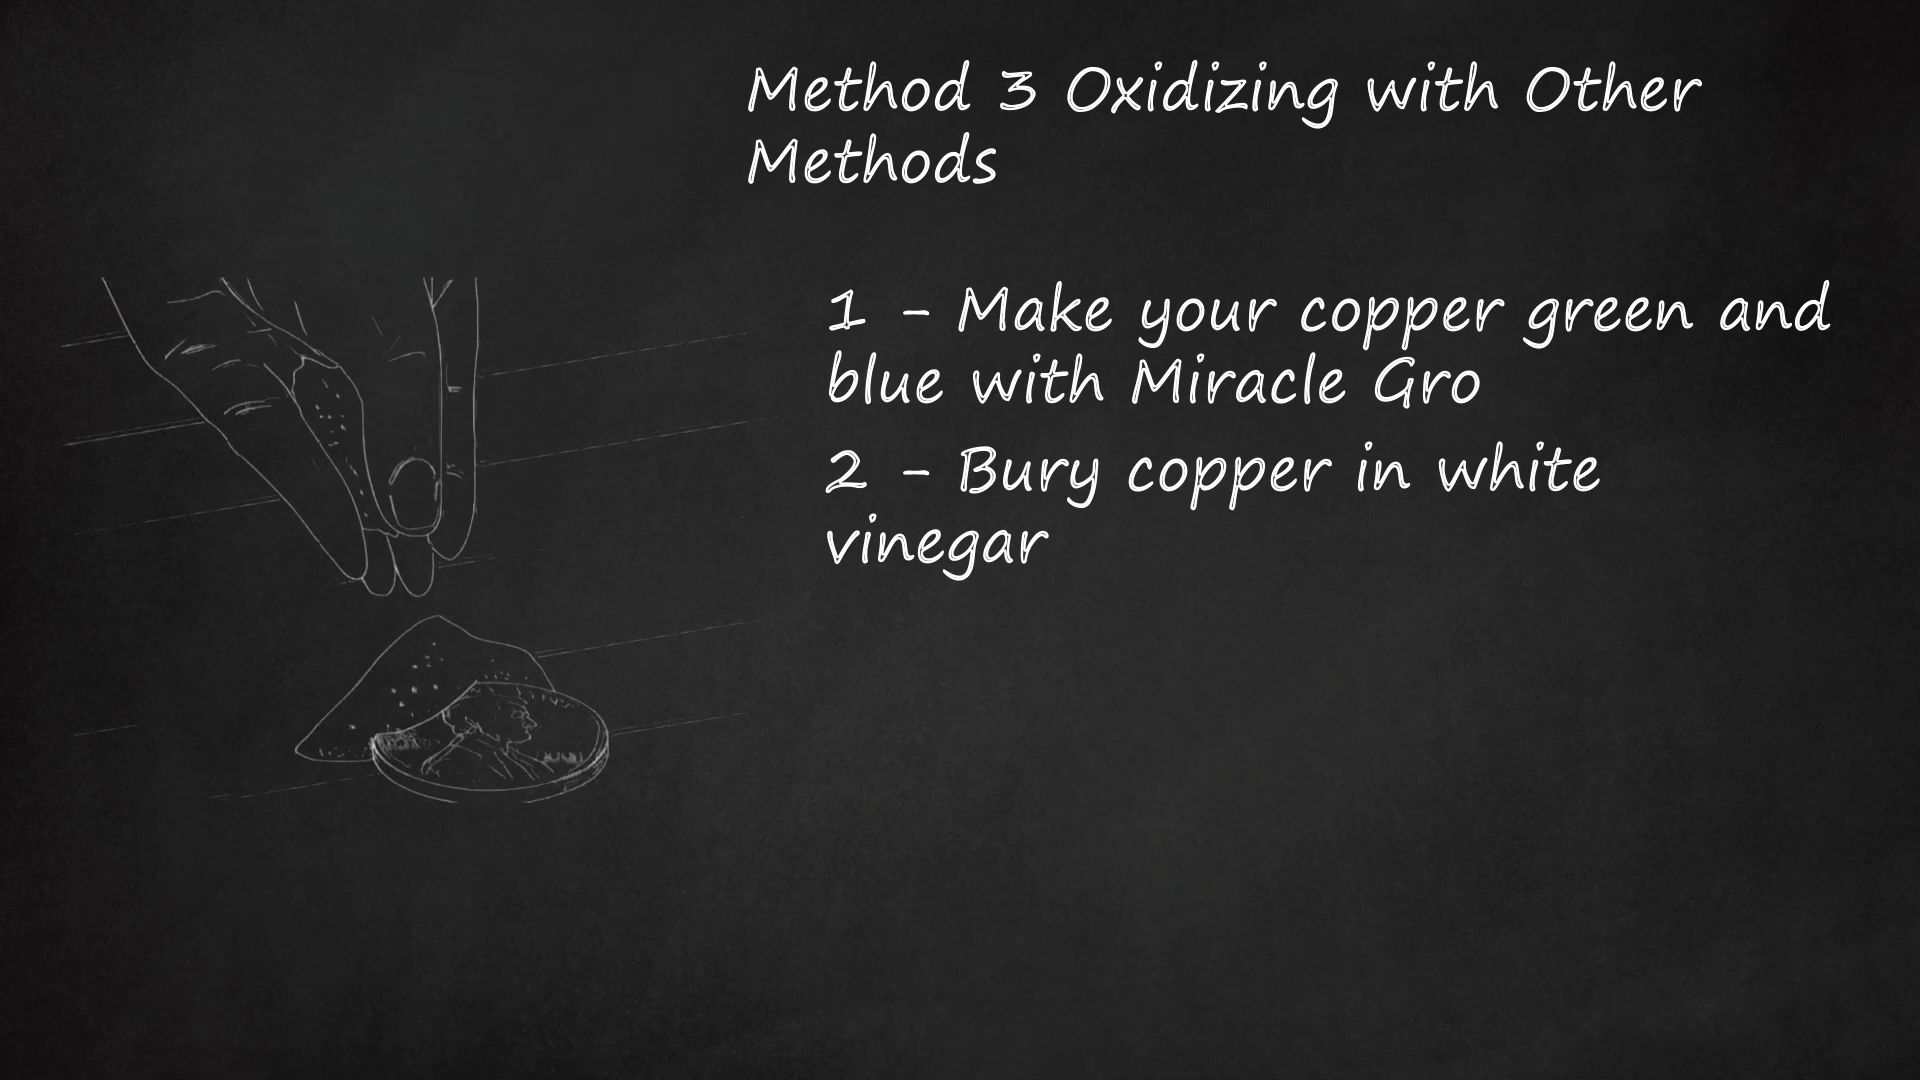 Method 3 Oxidizing with Other
Methods
1 - Make your copper green and
blue with Miracle Gro
2 - Bury copper in white
vinegar